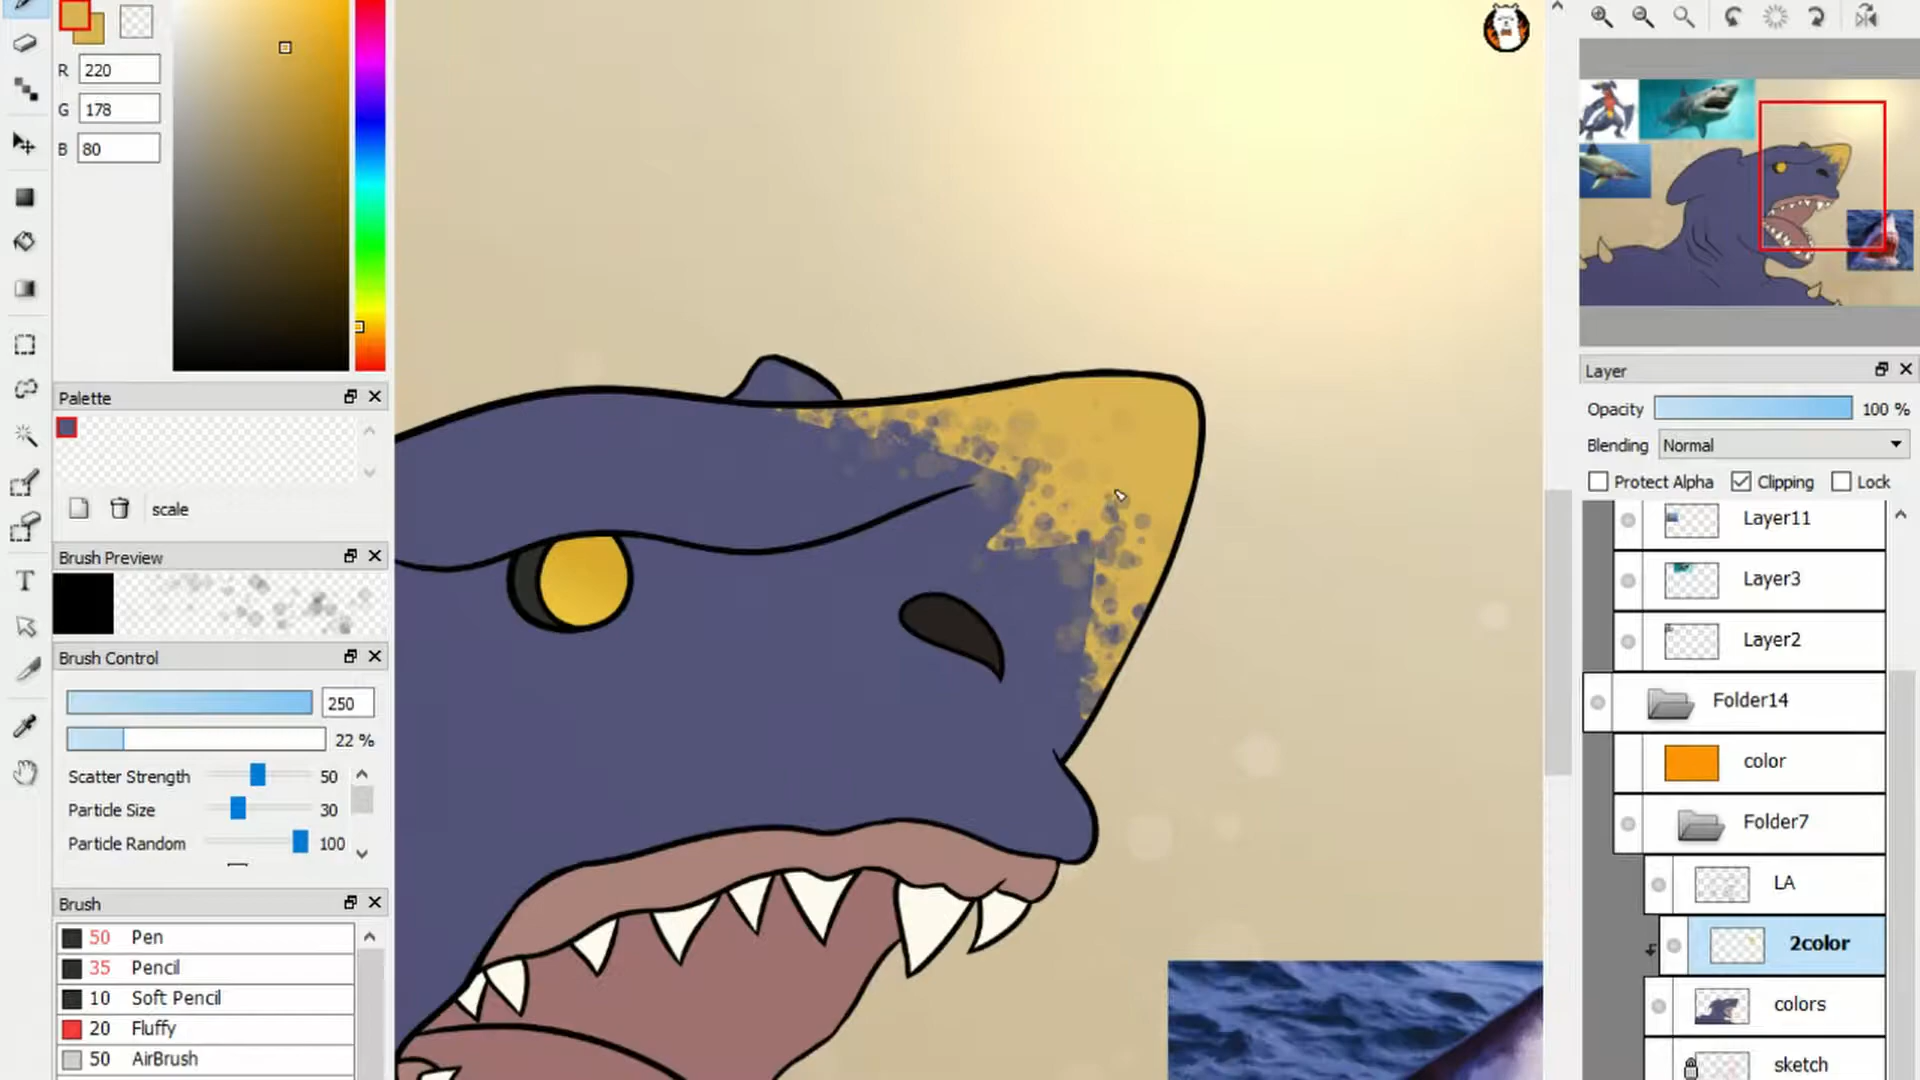 R 220
G 178
B 80
Palette
scale
Brush Preview
Brush Control
250
22 %
Scatter Strength 50
Particle Size 30
Particle Random 100
Brush
50 Pen
35 Pencil
10 Soft Pencil
20 Fluffy
50 AirBrush
T
Layer
Opacity 100 %
Blending Normal
Protect Alpha Clipping Lock
Layer11
Layer3
Layer2
Folder14
color
Folder7
LA
2color
colors
sketch